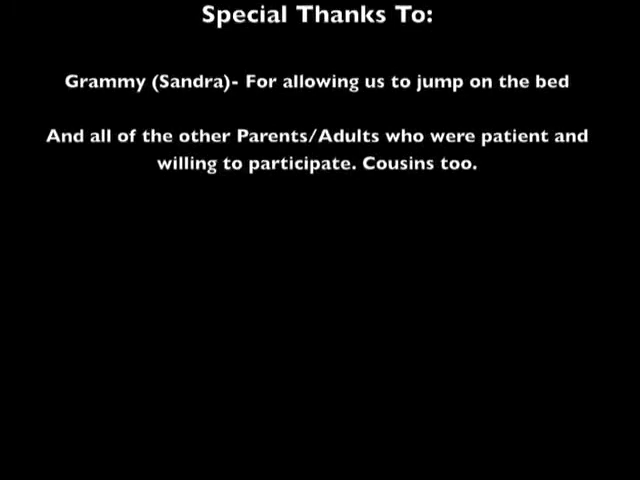 Special Thanks To:
Grammy (Sandra)- For allowing us to jump on the bed
And all of the other Parents/Adults who were patient and
willing to participate. Cousins too.